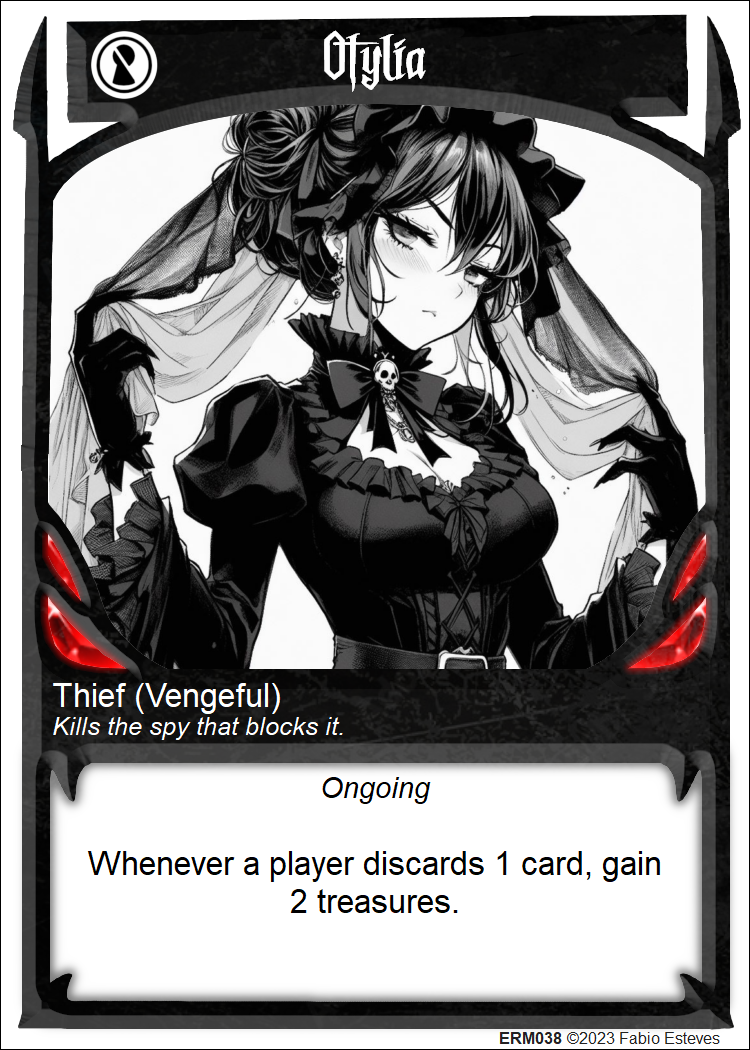 Otylia
Thief (Vengeful)
Kills the spy that blocks it.
Ongoing
Whenever a player discards 1 card, gain
2 treasures.
ERM038 ©2023 Fabio Esteves